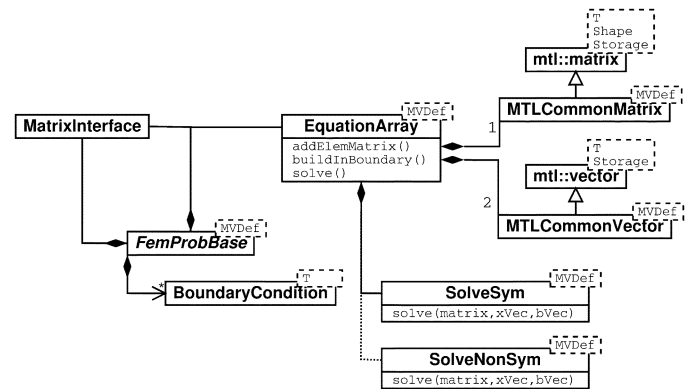 T
Shape
Storage
mtl::matrix
MVDef
MTLCommonMatrix
MVDef
MatrixInterface
EquationArray
1
addElemMatrix()
buildInBoundary()
solve()
T
Storage
mtl::vector
2
MVDef
MTLCommonVector
MVDef
FemProbBase
T
*
BoundaryCondition
MVDef
SolveSym
solve(matrix,xVec,bVec)
MVDef
SolveNonSym
solve(matrix,xVec,bVec)